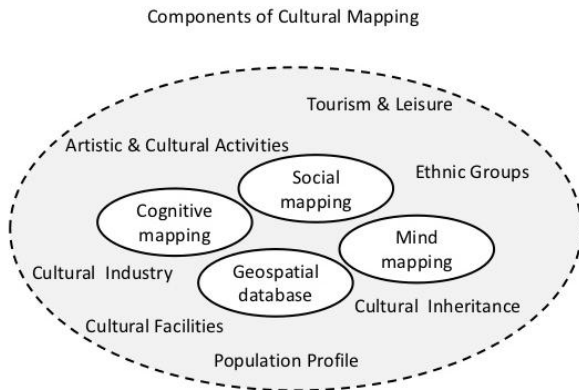 Components of Cultural Mapping
Tourism & Leisure
Artistic & Cultural Activities
Ethnic Groups
Social
mapping
Cognitive
mapping
Mind
mapping
Cultural Industry
Geospatial
database
Cultural Inheritance
Cultural Facilities
Population Profile